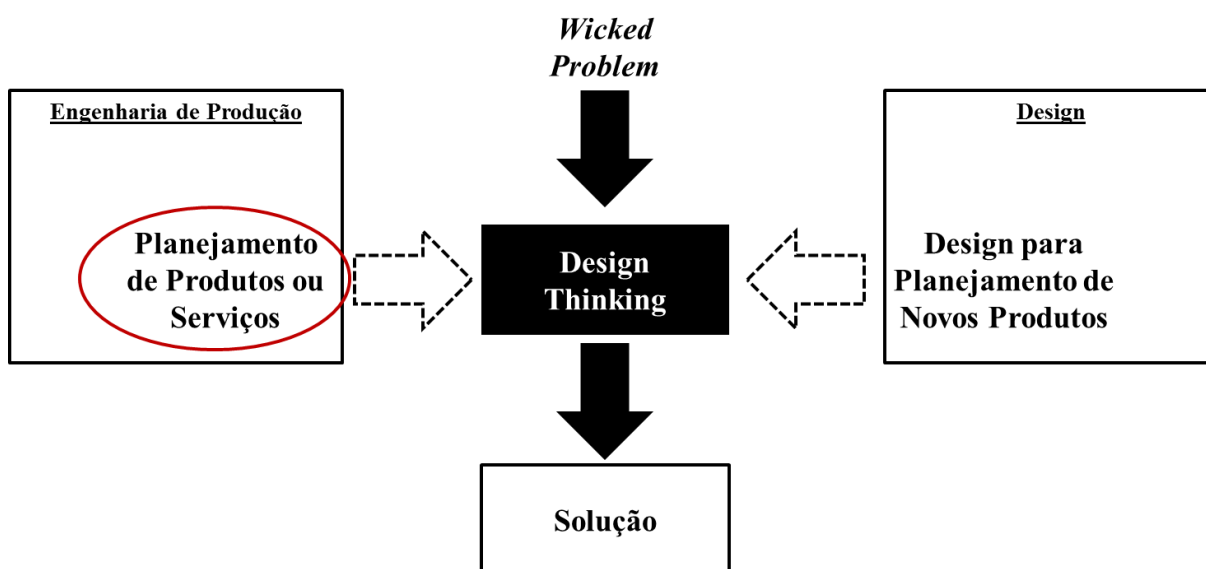 Wicked
Problem
Engenharia de Produção
Planejamento
de Produtos ou
Serviços
Design
Thinking
Design
Design para
Planejamento de
Novos Produtos
Solução